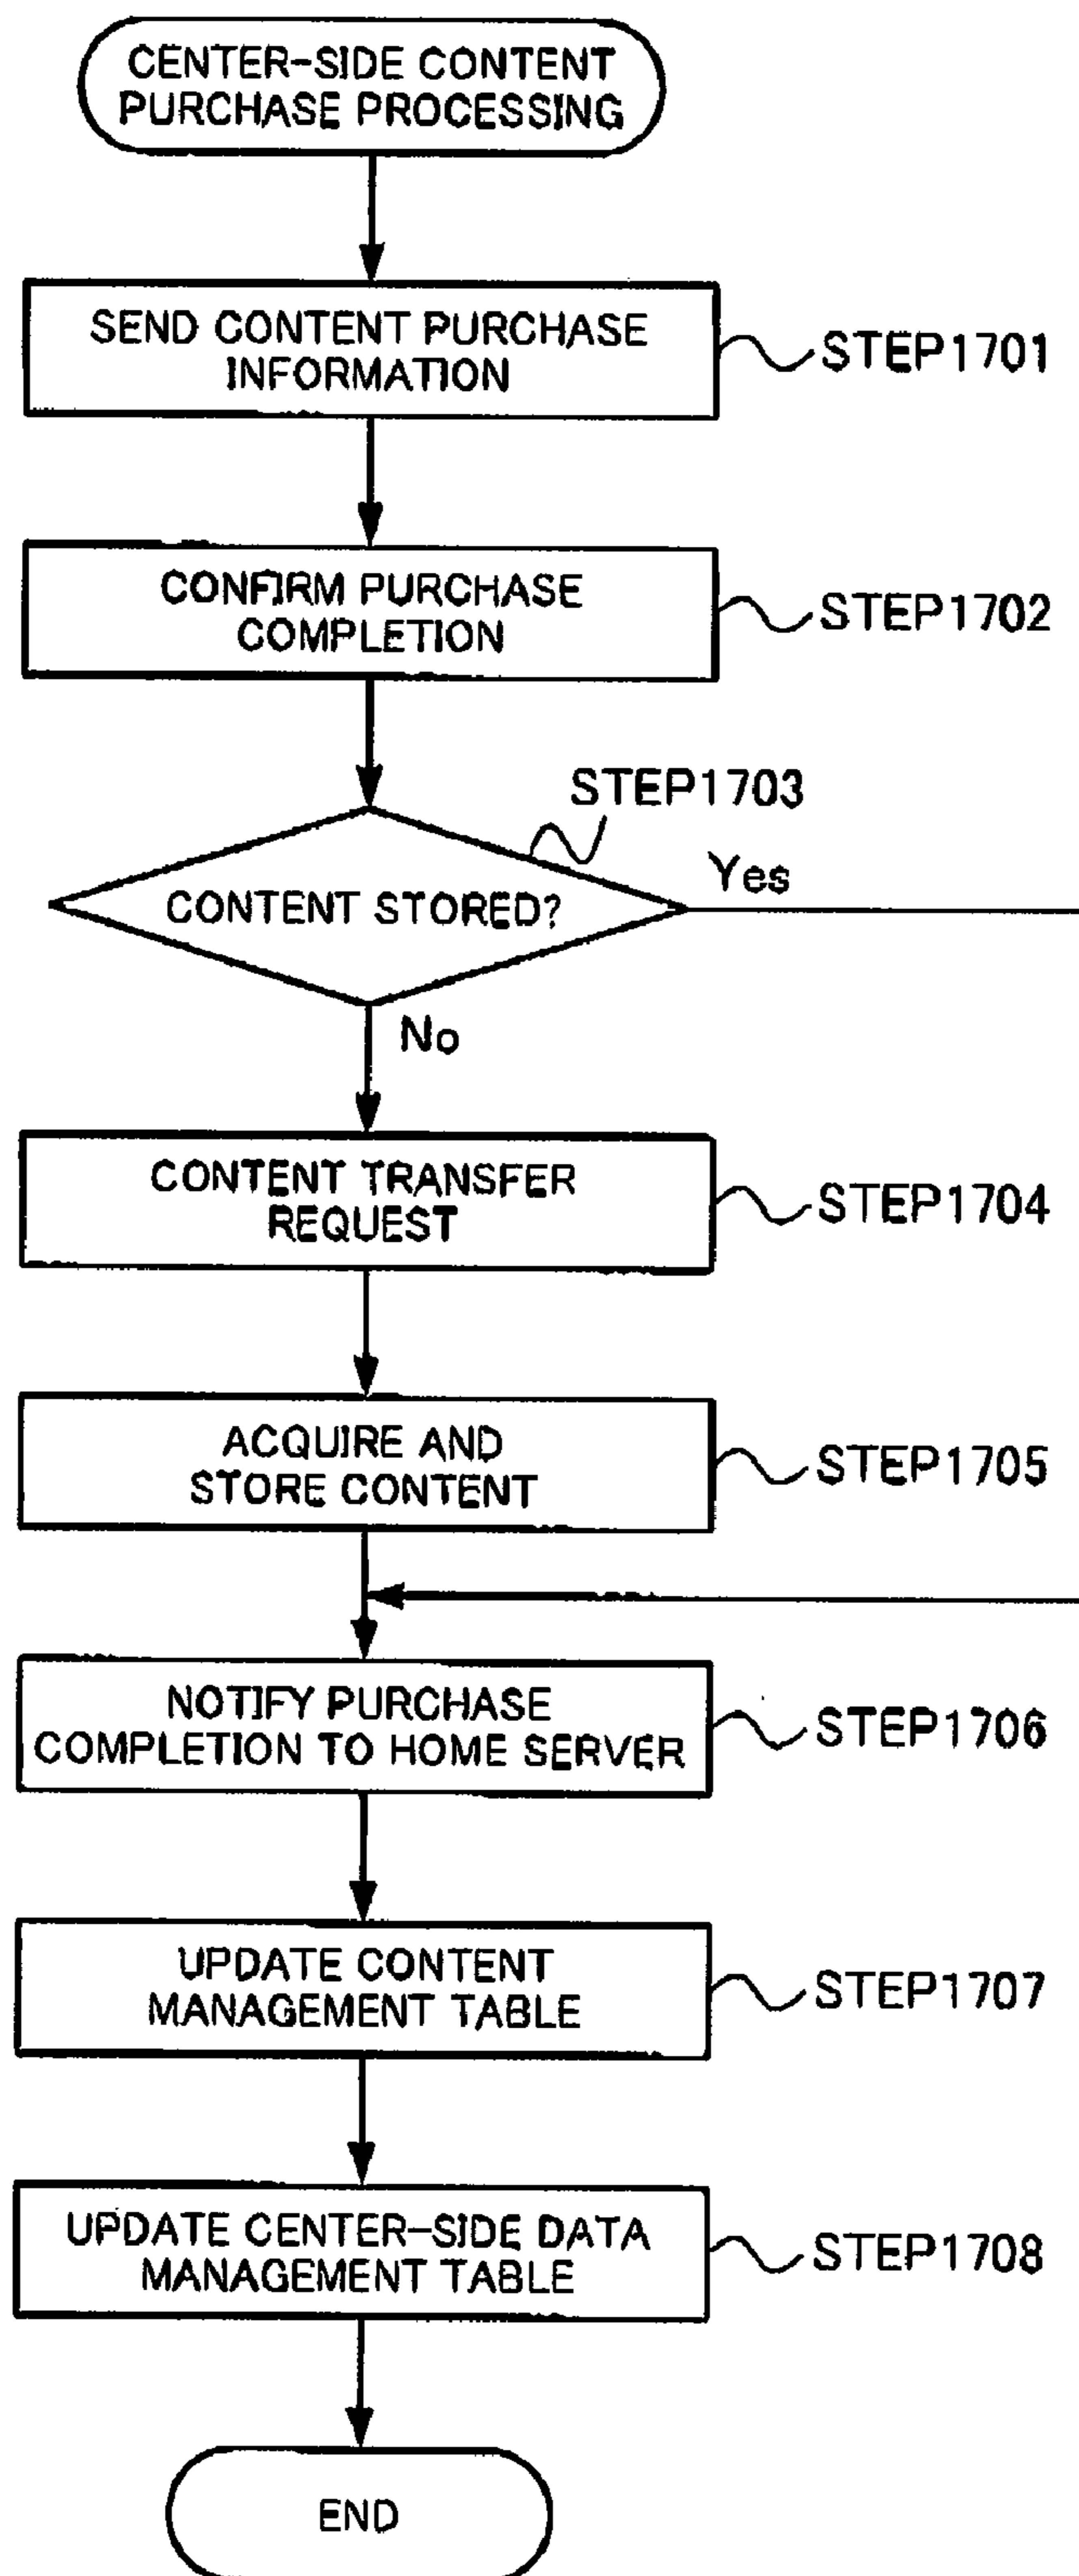 CENTER-SIDE CONTENT
PURCHASE PROCESSING
SEND CONTENT PURCHASE
INFORMATION
STEP1701
CONFIRM PURCHASE
COMPLETION
STEP1702
STEP1703
CONTENT STORED?
Yes
No
CONTENT TRANSFER
REQUEST
STEP1704
ACQUIRE AND
STORE CONTENT
STEP1705
NOTIFY PURCHASE
COMPLETION TO HOME SERVER
STEP1706
UPDATE CONTENT
MANAGEMENT TABLE
STEP1707
UPDATE CENTER-SIDE DATA
MANAGEMENT TABLE
STEP1708
END